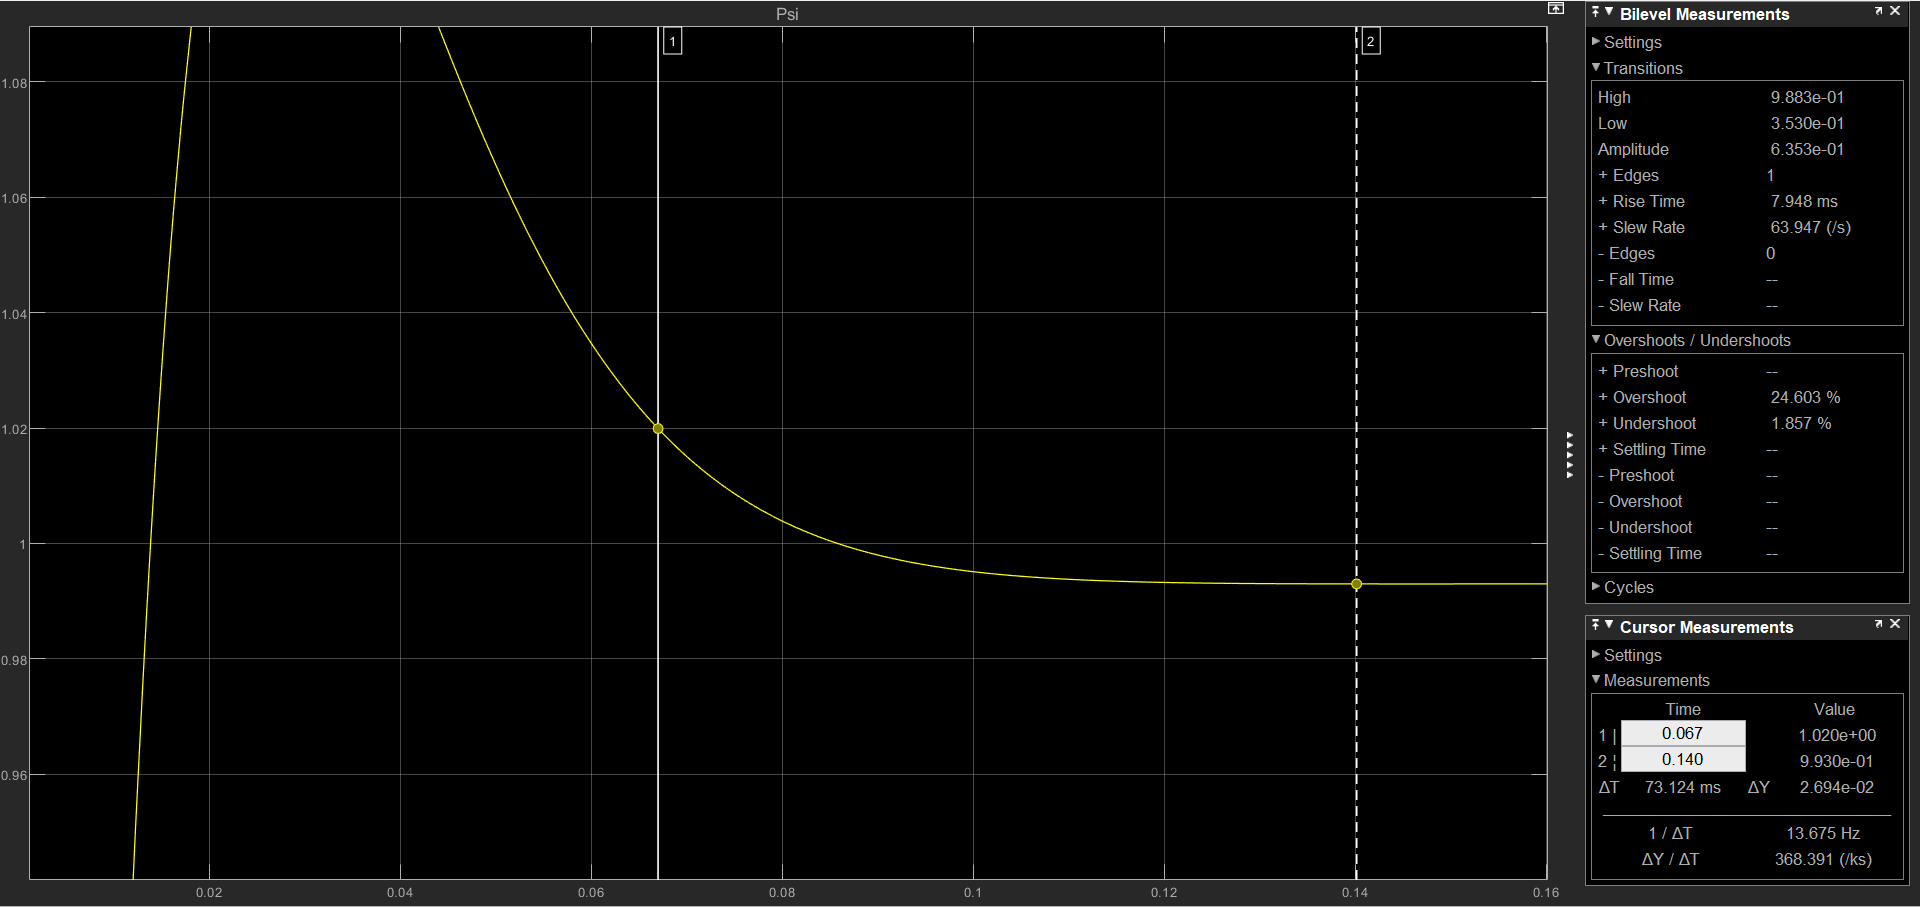 Psi
1
2
1.08
1.06
1.04
1.02
1
0.98
0.96
0.02
0.04
0.06
0.08
0.1
0.12
0.14
0.16
Bilevel Measurements
Settings
Transitions
High 9.883e-01
Low 3.530e-01
Amplitude 6.353e-01
+ Edges 1
+ Rise Time 7.948 ms
+ Slew Rate 63.947 (/s)
- Edges 0
- Fall Time --
- Slew Rate --
Overshoots / Undershoots
+ Preshoot --
+ Overshoot 24.603 %
+ Undershoot 1.857 %
+ Settling Time --
- Preshoot --
- Overshoot --
- Undershoot --
- Settling Time --
Cycles
Cursor Measurements
Settings
Measurements
Time Value
1 | 0.067 1.020e+00
2 ¦ 0.140 9.930e-01
ΔT 73.124 ms ΔY 2.694e-02
1 / ΔT 13.675 Hz
ΔY / ΔT 368.391 (/ks)